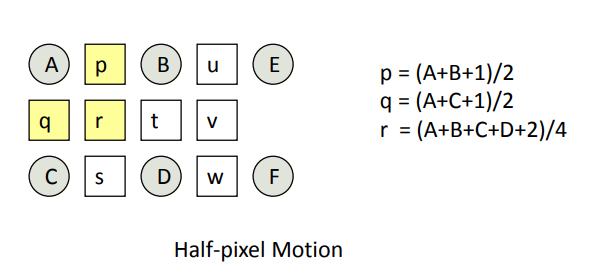 A p B u E
q r t v
C s D w F
p = (A+B+1)/2
q = (A+C+1)/2
r = (A+B+C+D+2)/4
Half-pixel Motion